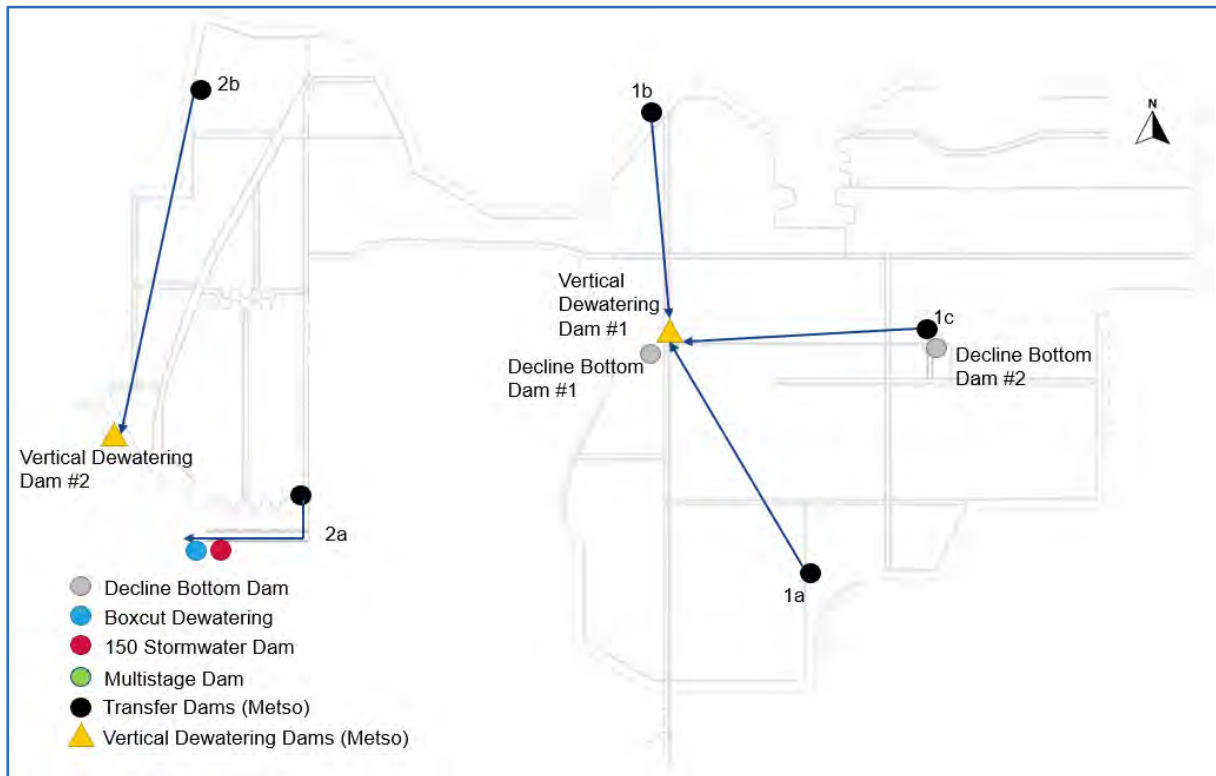 2b
1b
N
Vertical
Dewatering
Dam #1
1c
Decline Bottom
Dam #1
Decline Bottom
Dam #2
Vertical Dewatering
Dam #2
2a
1a
Decline Bottom Dam
Boxcut Dewatering
150 Stormwater Dam
Multistage Dam
Transfer Dams (Metso)
Vertical Dewatering Dams (Metso)